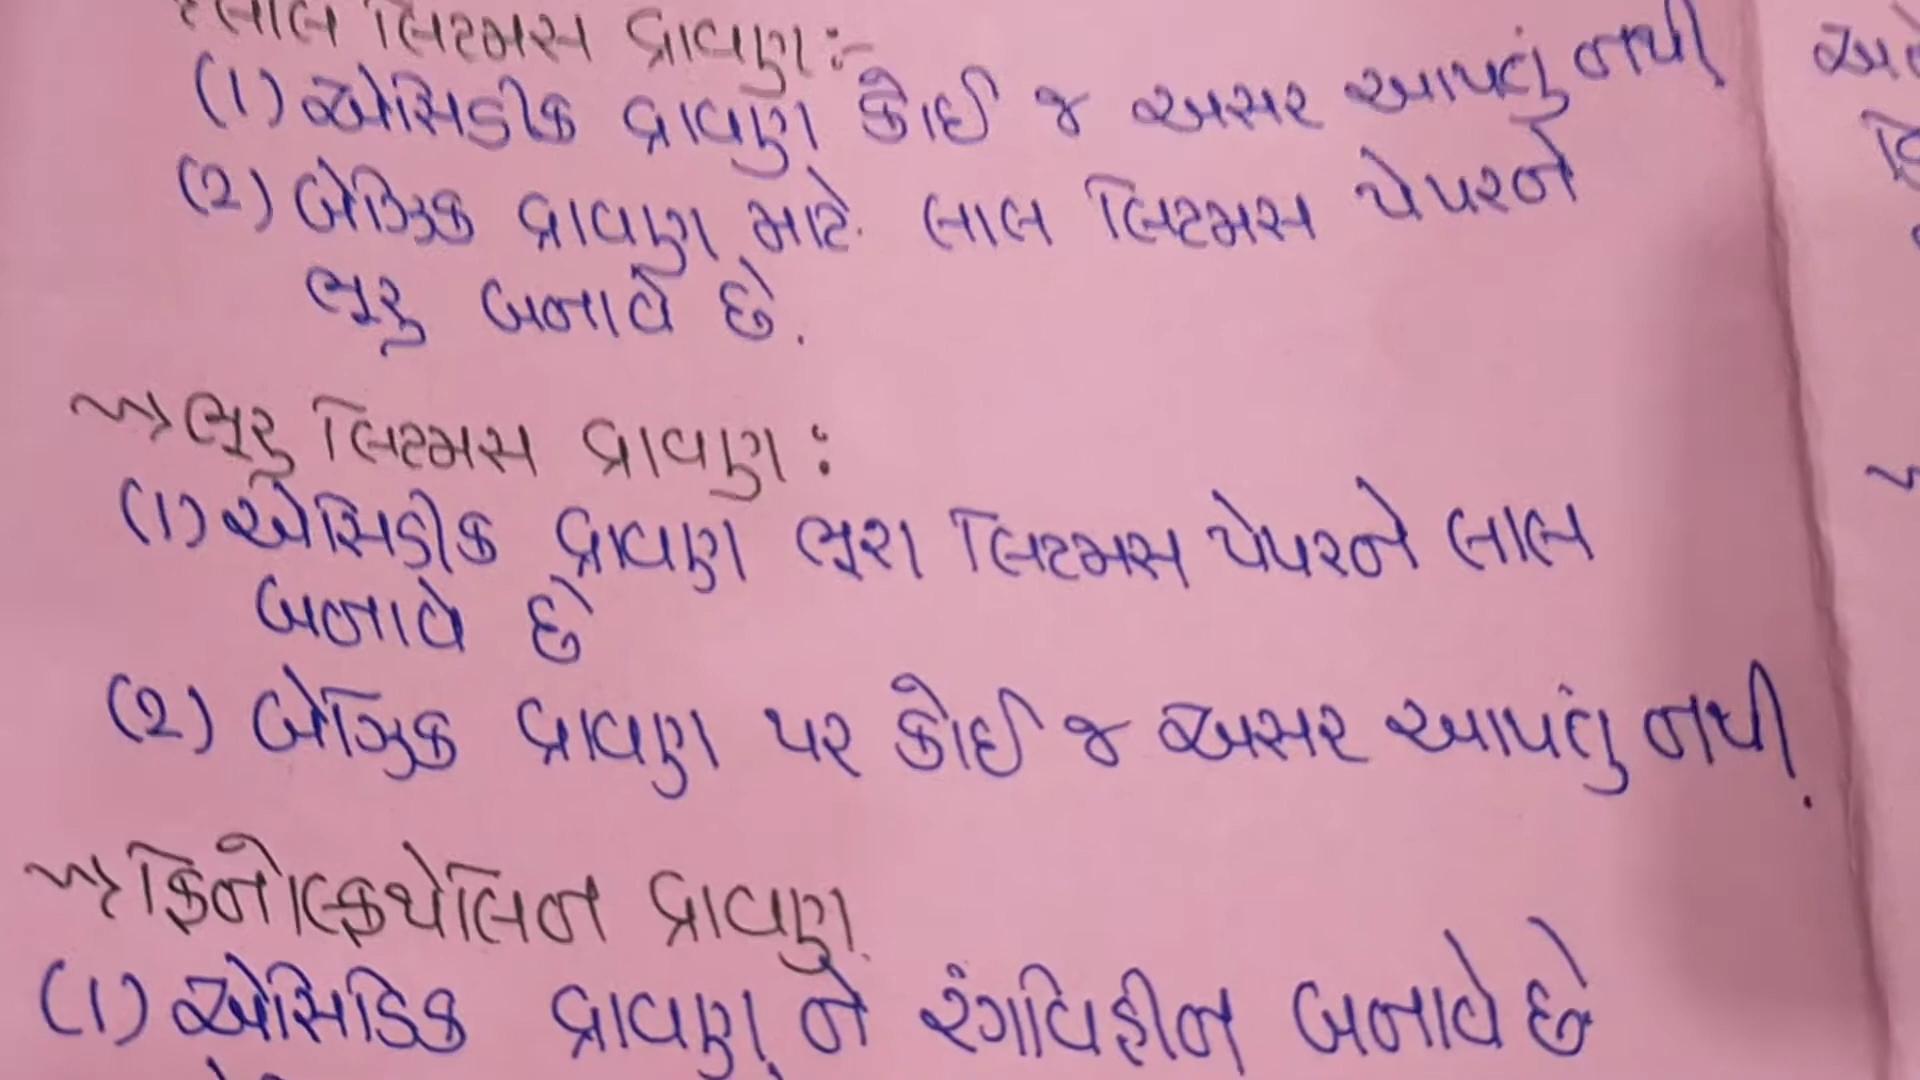 લાલ લિટમસ દ્રાવણ :-
(1) એસિડીક દ્રાવણ કોઈ જ અસર આપતું નથી
(2) બેઝિક દ્રાવણ માટે લાલ લિટમસ પેપરને
ભૂરૂ બનાવે છે.
ભૂરૂ લિટમસ દ્રાવણ :
(1) એસિડીક દ્રાવણ ભૂરા લિટમસ પેપરને લાલ
બનાવે છે
(2) બેઝિક દ્રાવણ પર કોઈ જ અસર આપતું નથી.
ફિનોલ્ફથેલિન દ્રાવણ
(1) એસિડિક દ્રાવણ ને રંગવિહીન બનાવે છે